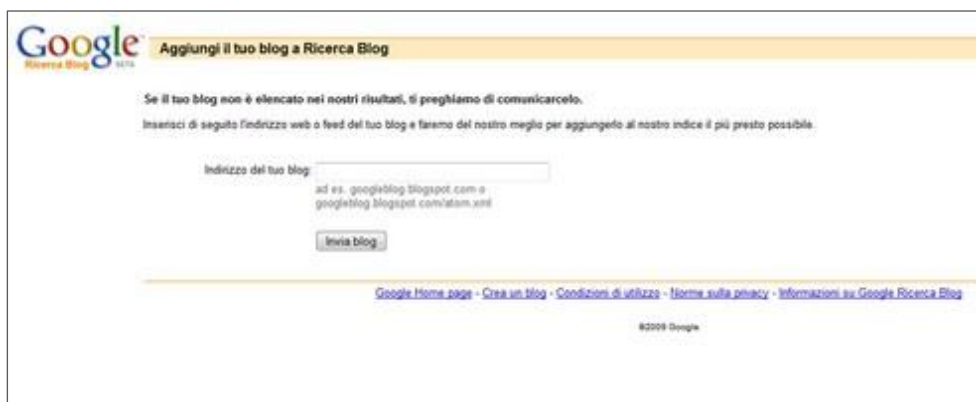 Google
Ricerca Blog BETA
Aggiungi il tuo blog a Ricerca Blog
Se il tuo blog non è elencato nei nostri risultati, ti preghiamo di comunicarcelo.
Inserisci di seguito l'indirizzo web o feed del tuo blog e faremo del nostro meglio per aggiungerlo al nostro indice il più presto possibile.
Indirizzo del tuo blog:
ad es. googleblog.blogspot.com o
googleblog.blogspot.com/atom.xml
Invia blog
Google Home page - Crea un blog - Condizioni di utilizzo - Norme sulla privacy - Informazioni su Google Ricerca Blog
©2009 Google